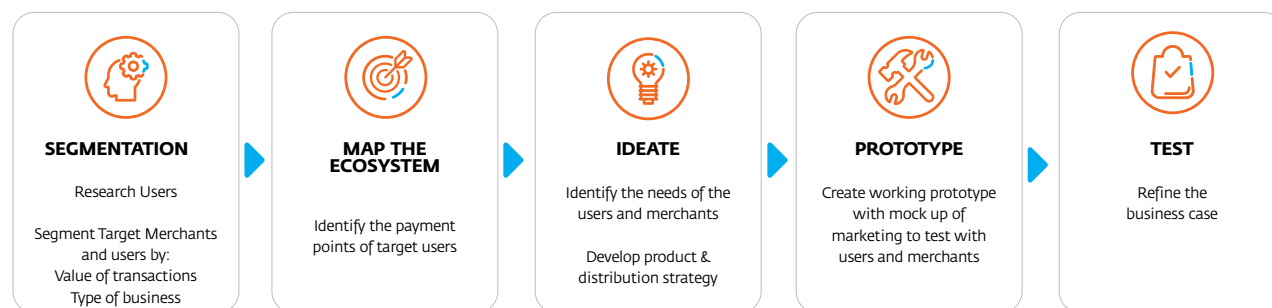 SEGMENTATION
Research Users
Segment Target Merchants
and users by:
Value of transactions
Type of business
MAP THE
ECOSYSTEM
Identify the payment
points of target users
IDEATE
Identify the needs of the
users and merchants
Develop product &
distribution strategy
PROTOTYPE
Create working prototype
with mock up of
marketing to test with
users and merchants
TEST
Refine the
business case